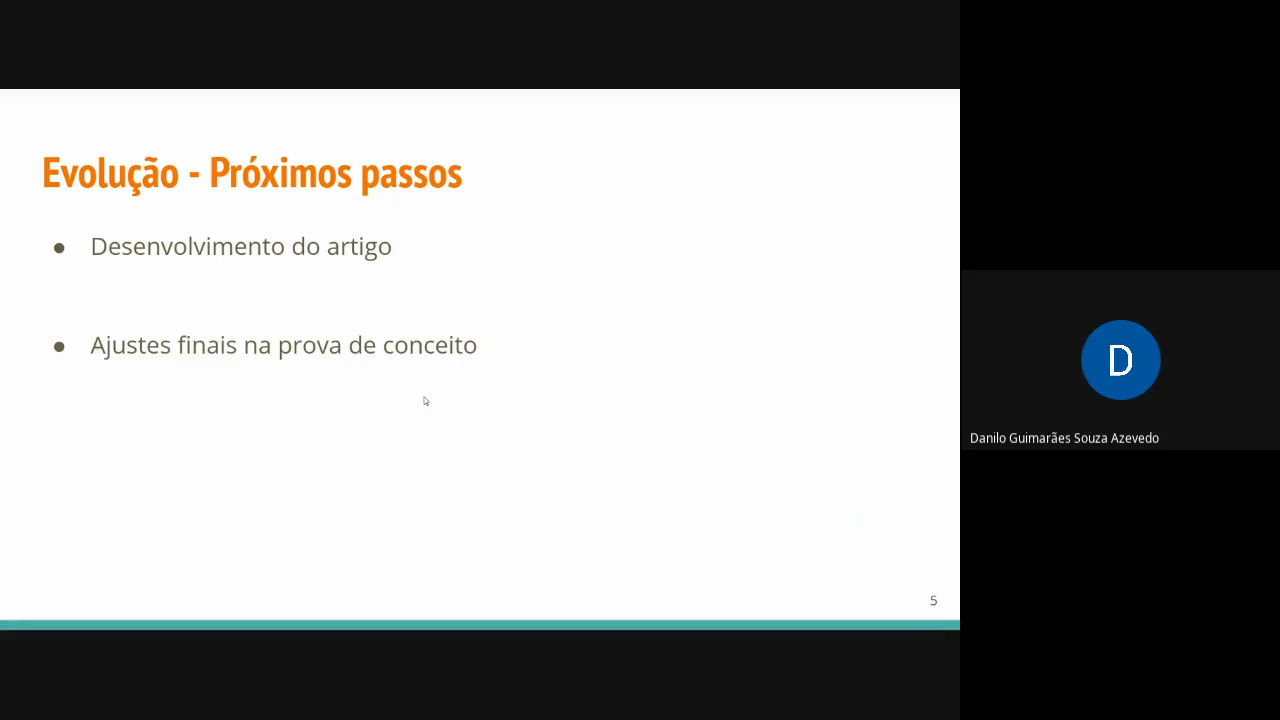 Evolução - Próximos passos
● Desenvolvimento do artigo
● Ajustes finais na prova de conceito
5
D
Danilo Guimarães Souza Azevedo